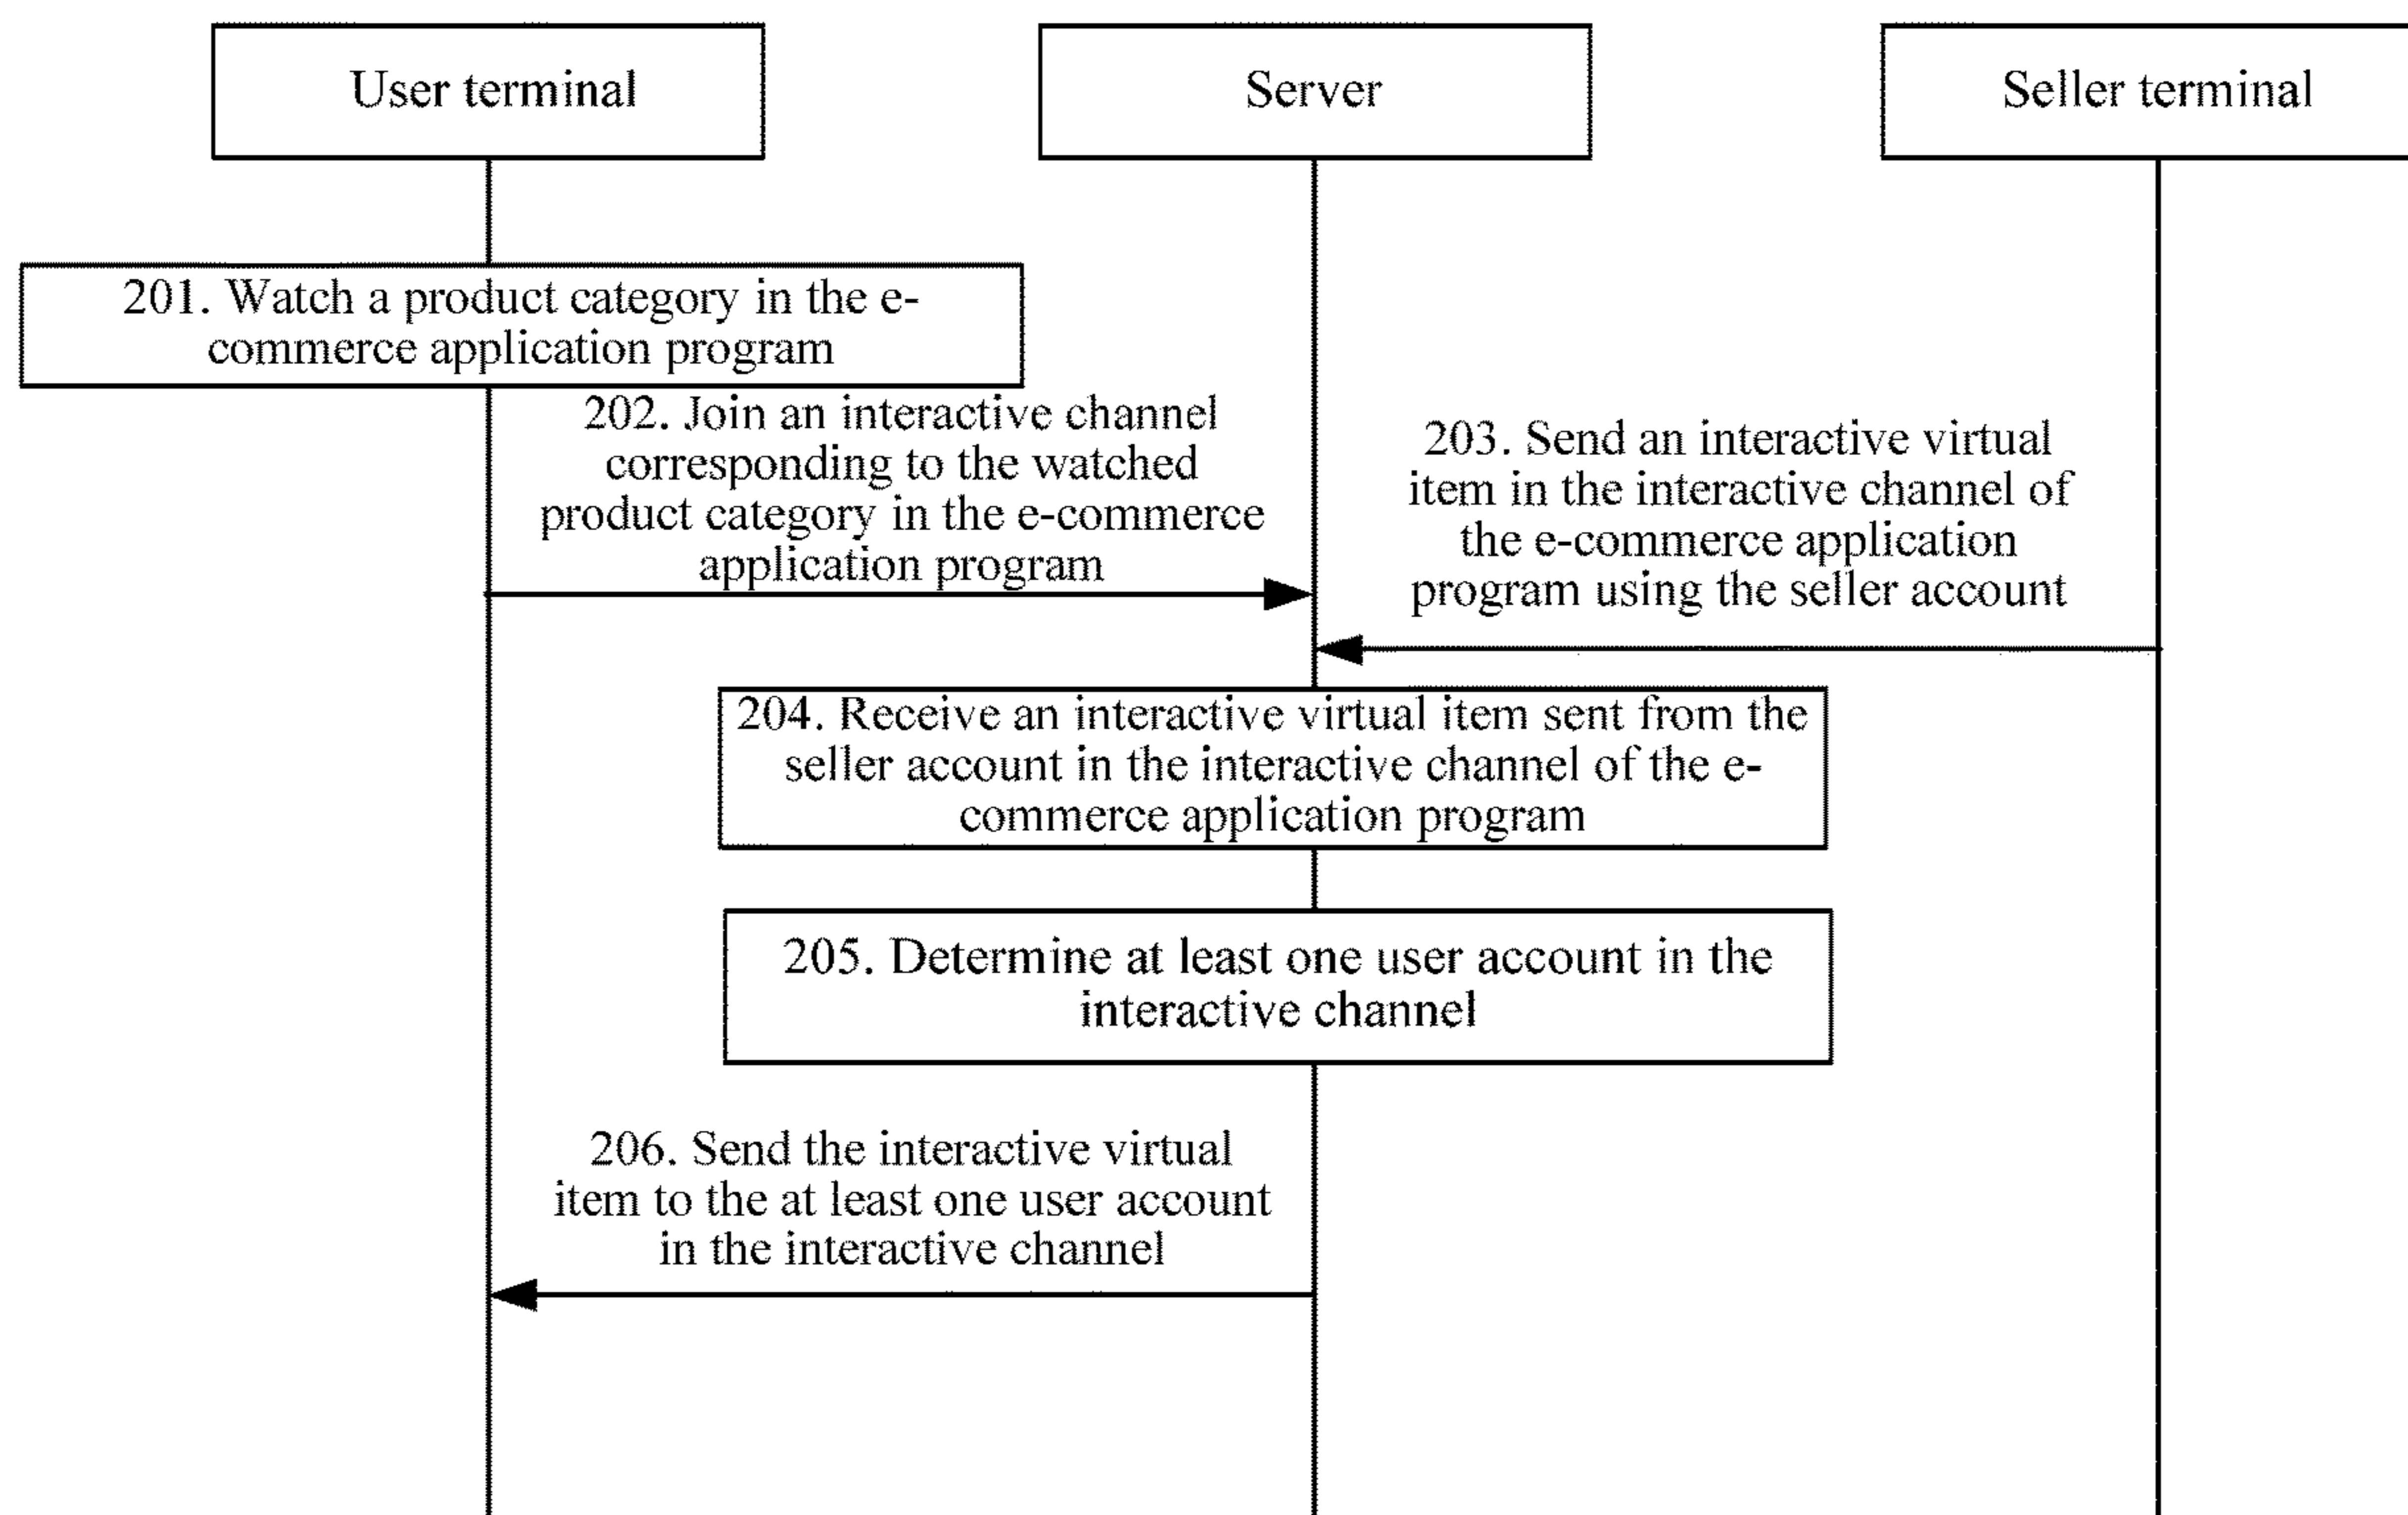 User terminal
Server
Seller terminal
201. Watch a product category in the e-
commerce application program
202. Join an interactive channel
corresponding to the watched
product category in the e-commerce
application program
203. Send an interactive virtual
item in the interactive channel of
the e-commerce application
program using the seller account
204. Receive an interactive virtual item sent from the
seller account in the interactive channel of the e-
commerce application program
205. Determine at least one user account in the
interactive channel
206. Send the interactive virtual
item to the at least one user account
in the interactive channel